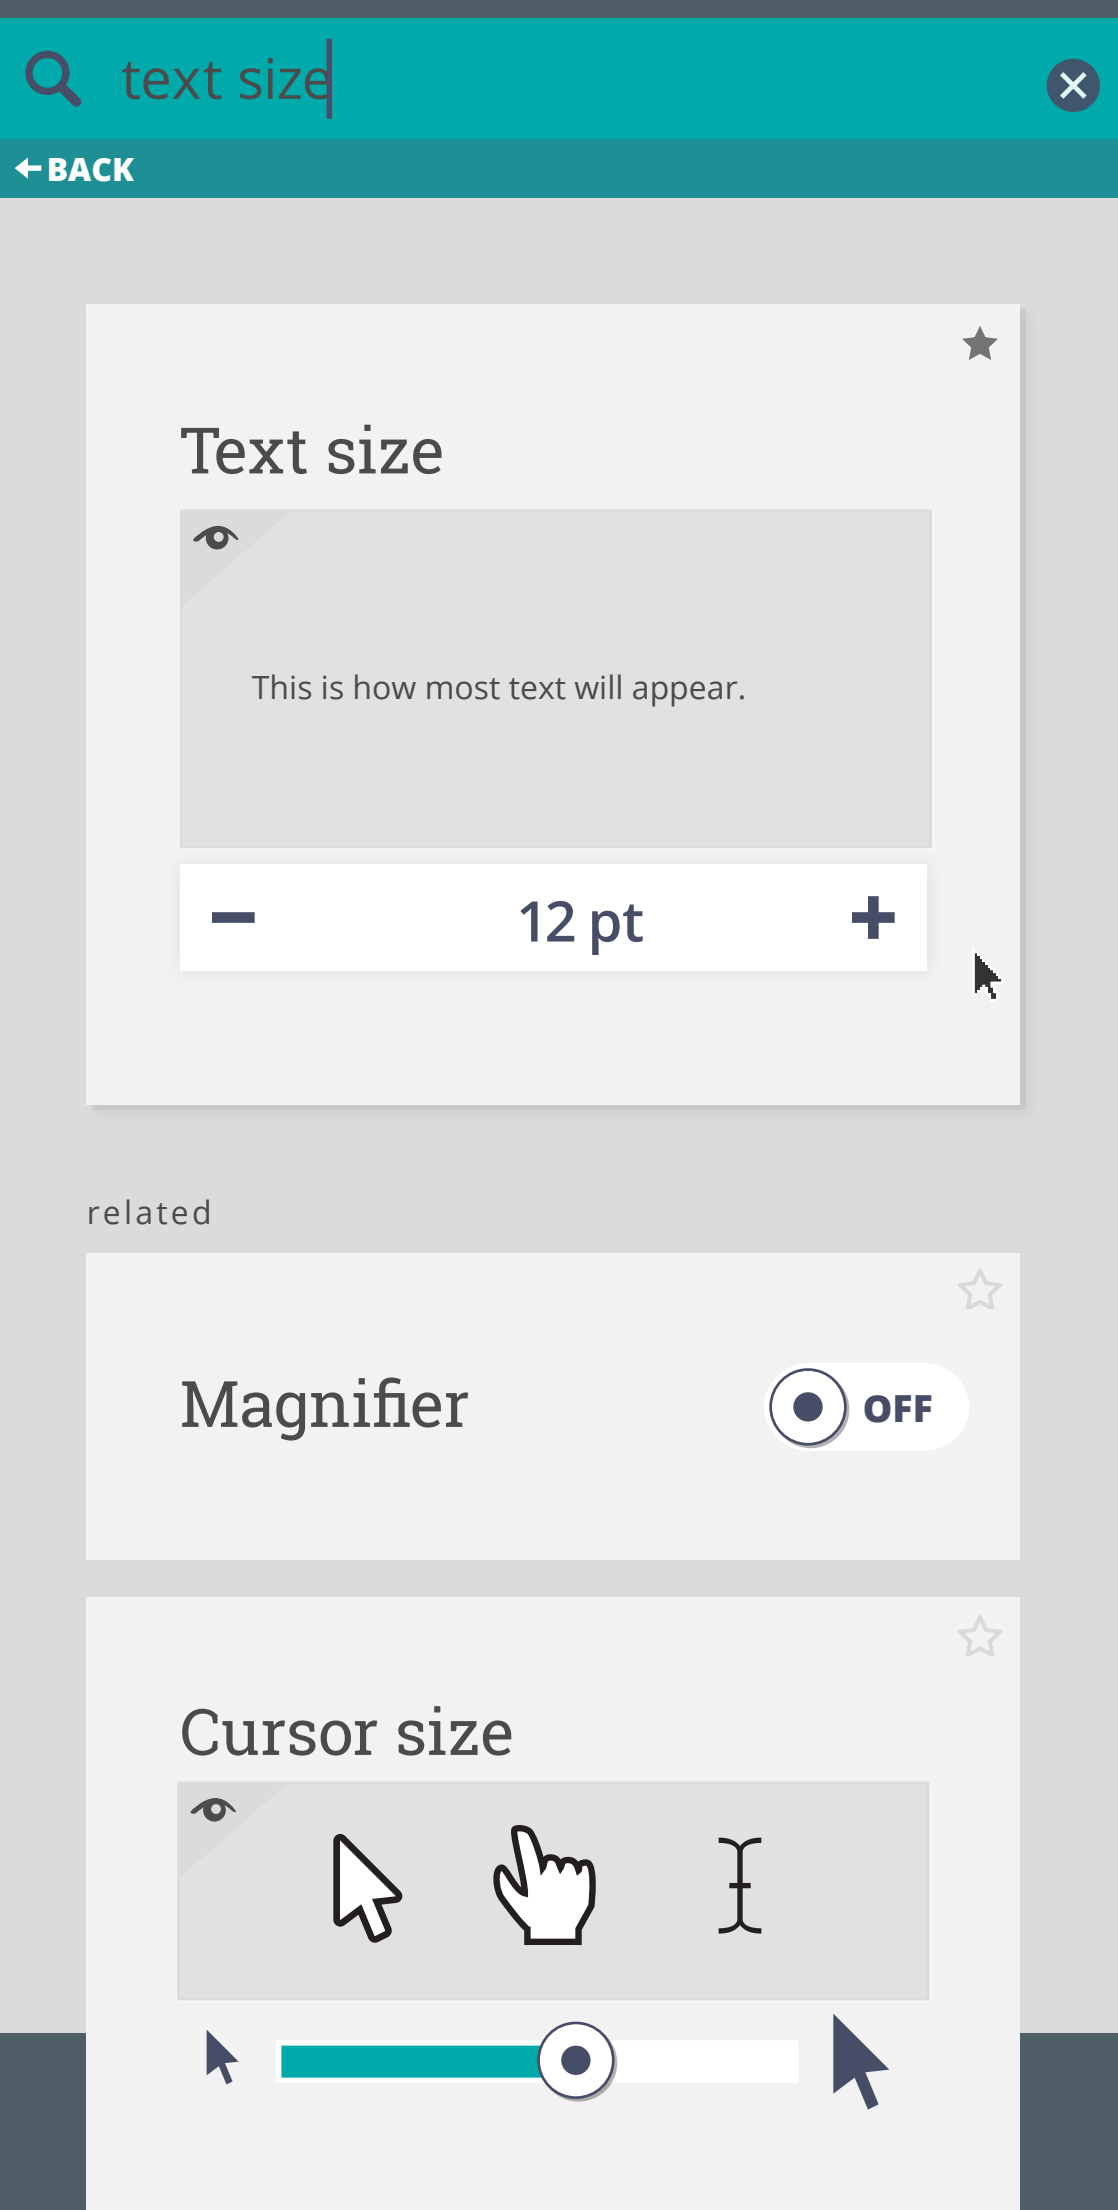 text size
BACK
Text size
This is how most text will appear.
12 pt
related
Magnifier
OFF
Cursor size